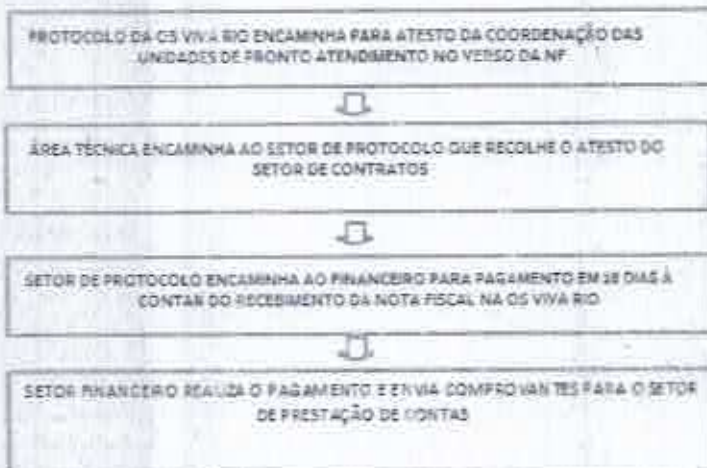 PROTOCOLO DA OS VIVA RIO ENCAMINHA PARA ATESTO DA COORDENAÇÃO DAS
UNIDADES DE PRONTO ATENDIMENTO NO VERSO DA NF
ÁREA TÉCNICA ENCAMINHA AO SETOR DE PROTOCOLO QUE RECOLHE O ATESTO DO
SETOR DE CONTRATOS
SETOR DE PROTOCOLO ENCAMINHA AO FINANCEIRO PARA PAGAMENTO EM DIAS À
CONTAR DO RECEBIMENTO DA NOTA FISCAL NA OS VIVA RIO
SETOR FINANCEIRO REALIZA O PAGAMENTO E ENVIA COMPROVANTES PARA O SETOR
DE PRESTAÇÃO DE CONTAS